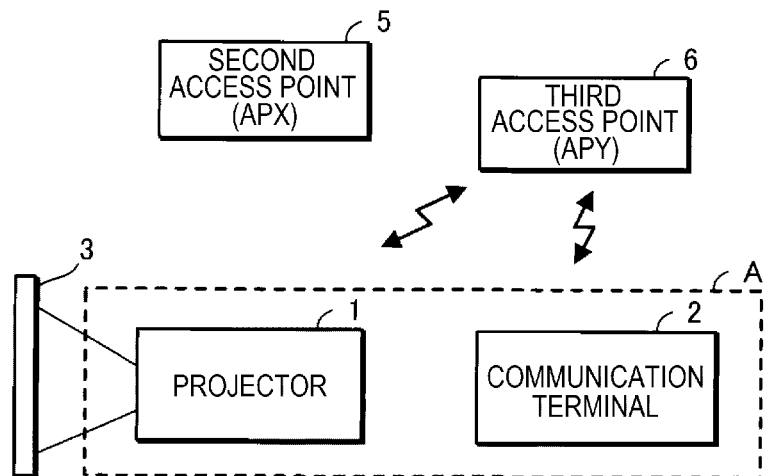 5
SECOND
ACCESS POINT
(APX)
6
THIRD
ACCESS POINT
(APY)
3
A
1
PROJECTOR
2
COMMUNICATION
TERMINAL